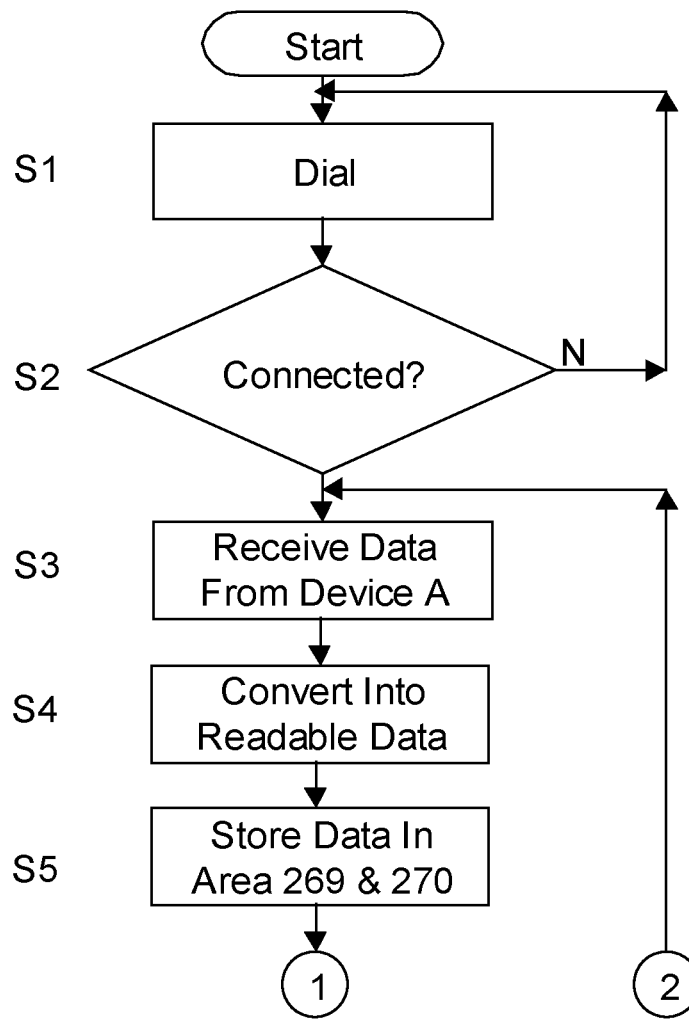 Start
S1
Dial
S2
Connected?
N
S3
Receive Data
From Device A
S4
Convert Into
Readable Data
S5
Store Data In
Area 269 & 270
1
2